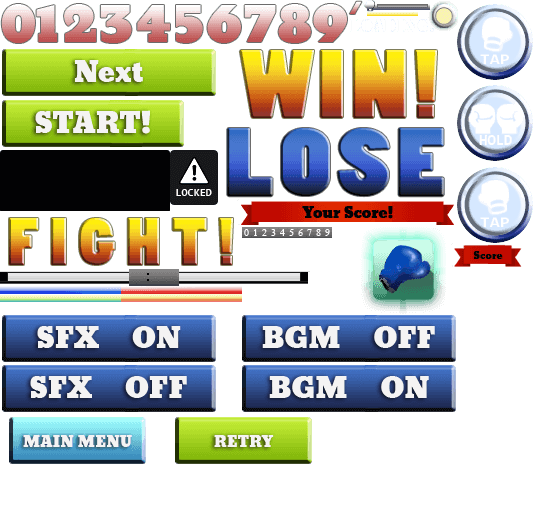 0123456789'
TAP
Next
WIN!
START!
HOLD
LOSE
LOCKED
TAP
Your Score!
FIGHT!
0123456789
Score
SFX ON
BGM OFF
SFX OFF
BGM ON
MAIN MENU
RETRY